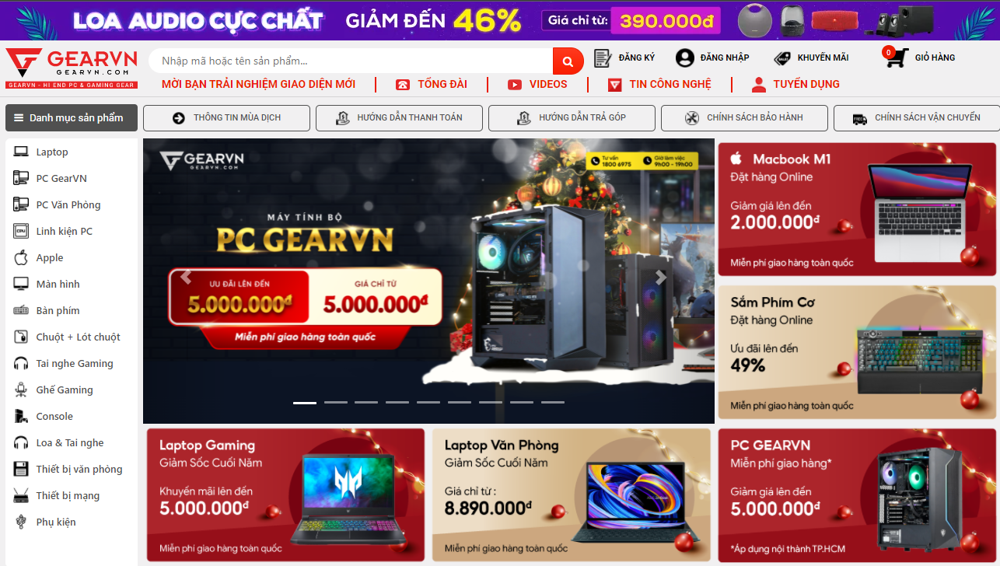 LOA AUDIO CỰC CHẤT GIẢM ĐẾN 46% Giá chỉ từ: 390.000đ
GEARVN
GEARVN.COM
GEARVN - HI END PC & GAMING GEAR
Nhập mã hoặc tên sản phẩm...
ĐĂNG KÝ
ĐĂNG NHẬP
SALE!
KHUYẾN MÃI
0
GIỎ HÀNG
MỜI BẠN TRẢI NGHIỆM GIAO DIỆN MỚI
TỔNG ĐÀI
VIDEOS
TIN CÔNG NGHỆ
TUYỂN DỤNG
Danh mục sản phẩm
THÔNG TIN MÙA DỊCH
HƯỚNG DẪN THANH TOÁN
HƯỚNG DẪN TRẢ GÓP
CHÍNH SÁCH BẢO HÀNH
FREE
CHÍNH SÁCH VẬN CHUYỂN
Laptop
PC GearVN
PC Văn Phòng
CPU
Linh kiện PC
Apple
Màn hình
Bàn phím
Chuột + Lót chuột
Tai nghe Gaming
Ghế Gaming
Console
Loa & Tai nghe
Thiết bị văn phòng
Thiết bị mạng
Phụ kiện
GEARVN
GEARVN.COM
Tư vấn
1800 6975
Giờ làm việc
9h00 - 19h00
MÁY TÍNH BỘ
PC GEARVN
ƯU ĐÃI LÊN ĐẾN
5.000.000đ
GIÁ CHỈ TỪ
5.000.000đ
Miễn phí giao hàng toàn quốc
Macbook M1
Đặt hàng Online
Giảm giá lên đến
2.000.000đ
Miễn phí giao hàng toàn quốc
Sắm Phím Cơ
Đặt hàng Online
Ưu đãi lên đến
49%
Miễn phí giao hàng toàn quốc
Laptop Gaming
Giảm Sốc Cuối Năm
Khuyến mãi lên đến
5.000.000đ
Miễn phí giao hàng toàn quốc
Laptop Văn Phòng
Giảm Sốc Cuối Năm
Giá chỉ từ :
8.890.000đ
Miễn phí giao hàng toàn quốc
PC GEARVN
Miễn phí giao hàng*
Giảm giá lên đến
5.000.000đ
*Áp dụng nội thành TP.HCM